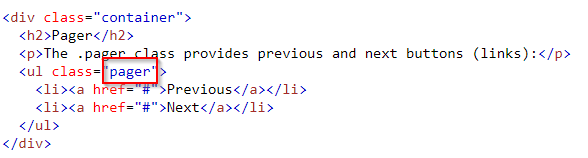 <div class="container">
<h2>Pager</h2>
<p>The .pager class provides previous and next buttons (links):</p>
<ul class="pager">
<li><a href="#">Previous</a></li>
<li><a href="#">Next</a></li>
</ul>
</div>